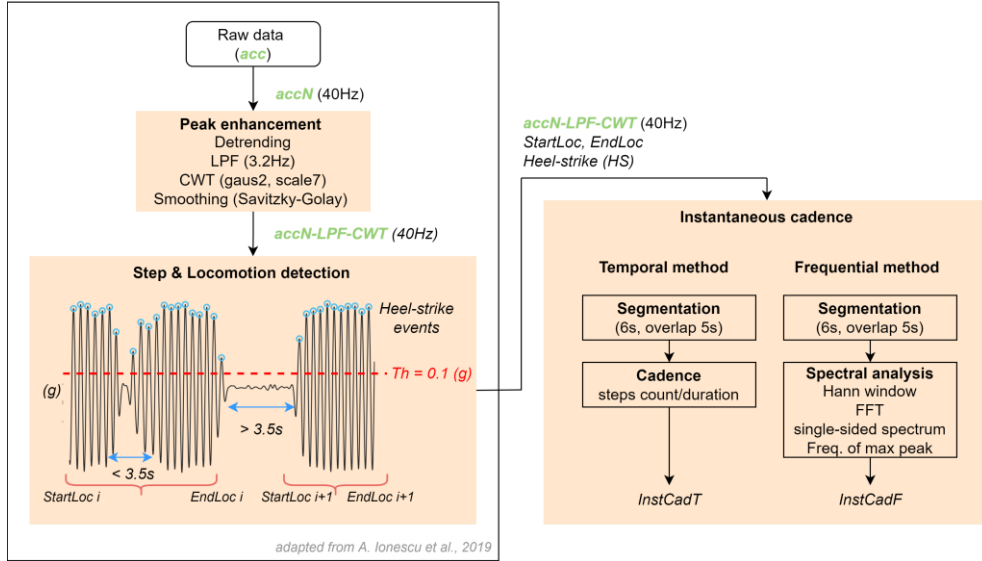 Raw data
(acc)
accN (40Hz)
Peak enhancement
Detrending
LPF (3.2Hz)
CWT (gaus2, scale7)
Smoothing (Savitzky-Golay)
accN-LPF-CWT (40Hz)
Step & Locomotion detection
Heel-strike
events
Th = 0.1 (g)
(g)
> 3.5s
< 3.5s
StartLoc i
EndLoc i
StartLoc i+1
EndLoc i+1
adapted from A. Ionescu et al., 2019
accN-LPF-CWT (40Hz)
StartLoc, EndLoc
Heel-strike (HS)
Instantaneous cadence
Temporal method
Segmentation
(6s, overlap 5s)
Cadence
steps count/duration
InstCadT
Frequential method
Segmentation
(6s, overlap 5s)
Spectral analysis
Hann window
FFT
single-sided spectrum
Freq. of max peak
InstCadF